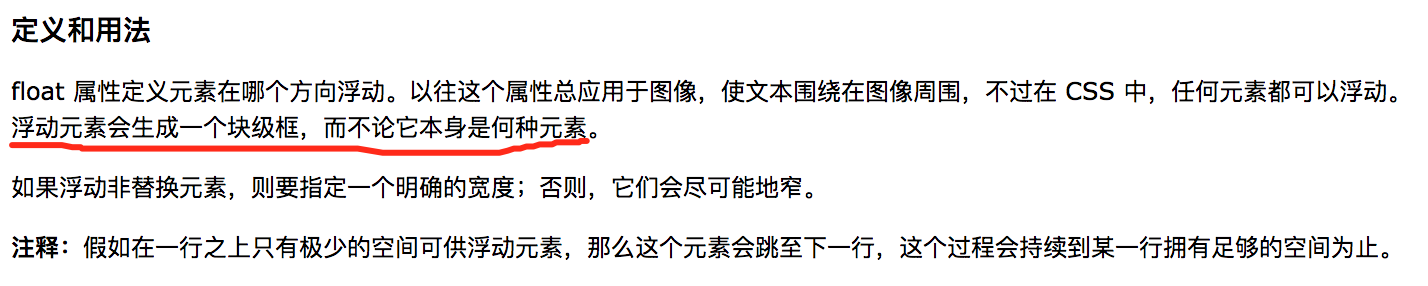 定义和用法
float 属性定义元素在哪个方向浮动。以往这个属性总应用于图像，使文本围绕在图像周围，不过在 CSS 中，任何元素都可以浮动。
浮动元素会生成一个块级框，而不论它本身是何种元素。
如果浮动非替换元素，则要指定一个明确的宽度；否则，它们会尽可能地窄。
注释：假如在一行之上只有极少的空间可供浮动元素，那么这个元素会跳至下一行，这个过程会持续到某一行拥有足够的空间为止。